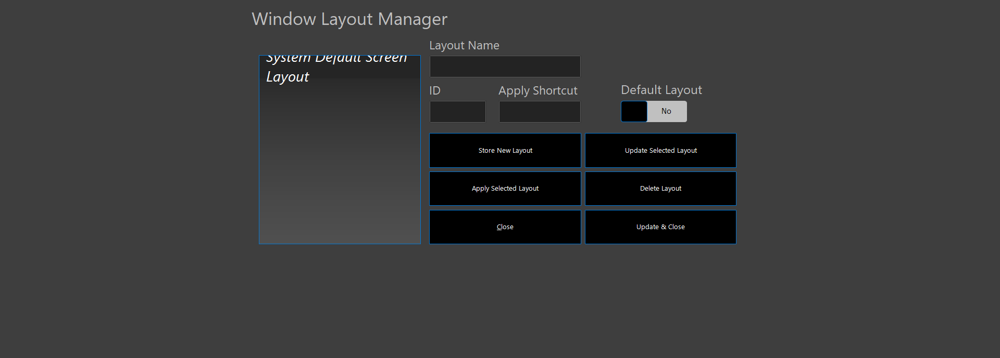 Window Layout Manager
System Default Screen
Layout
Layout Name
ID
Apply Shortcut
Default Layout
No
Store New Layout
Update Selected Layout
Apply Selected Layout
Delete Layout
Close
Update & Close